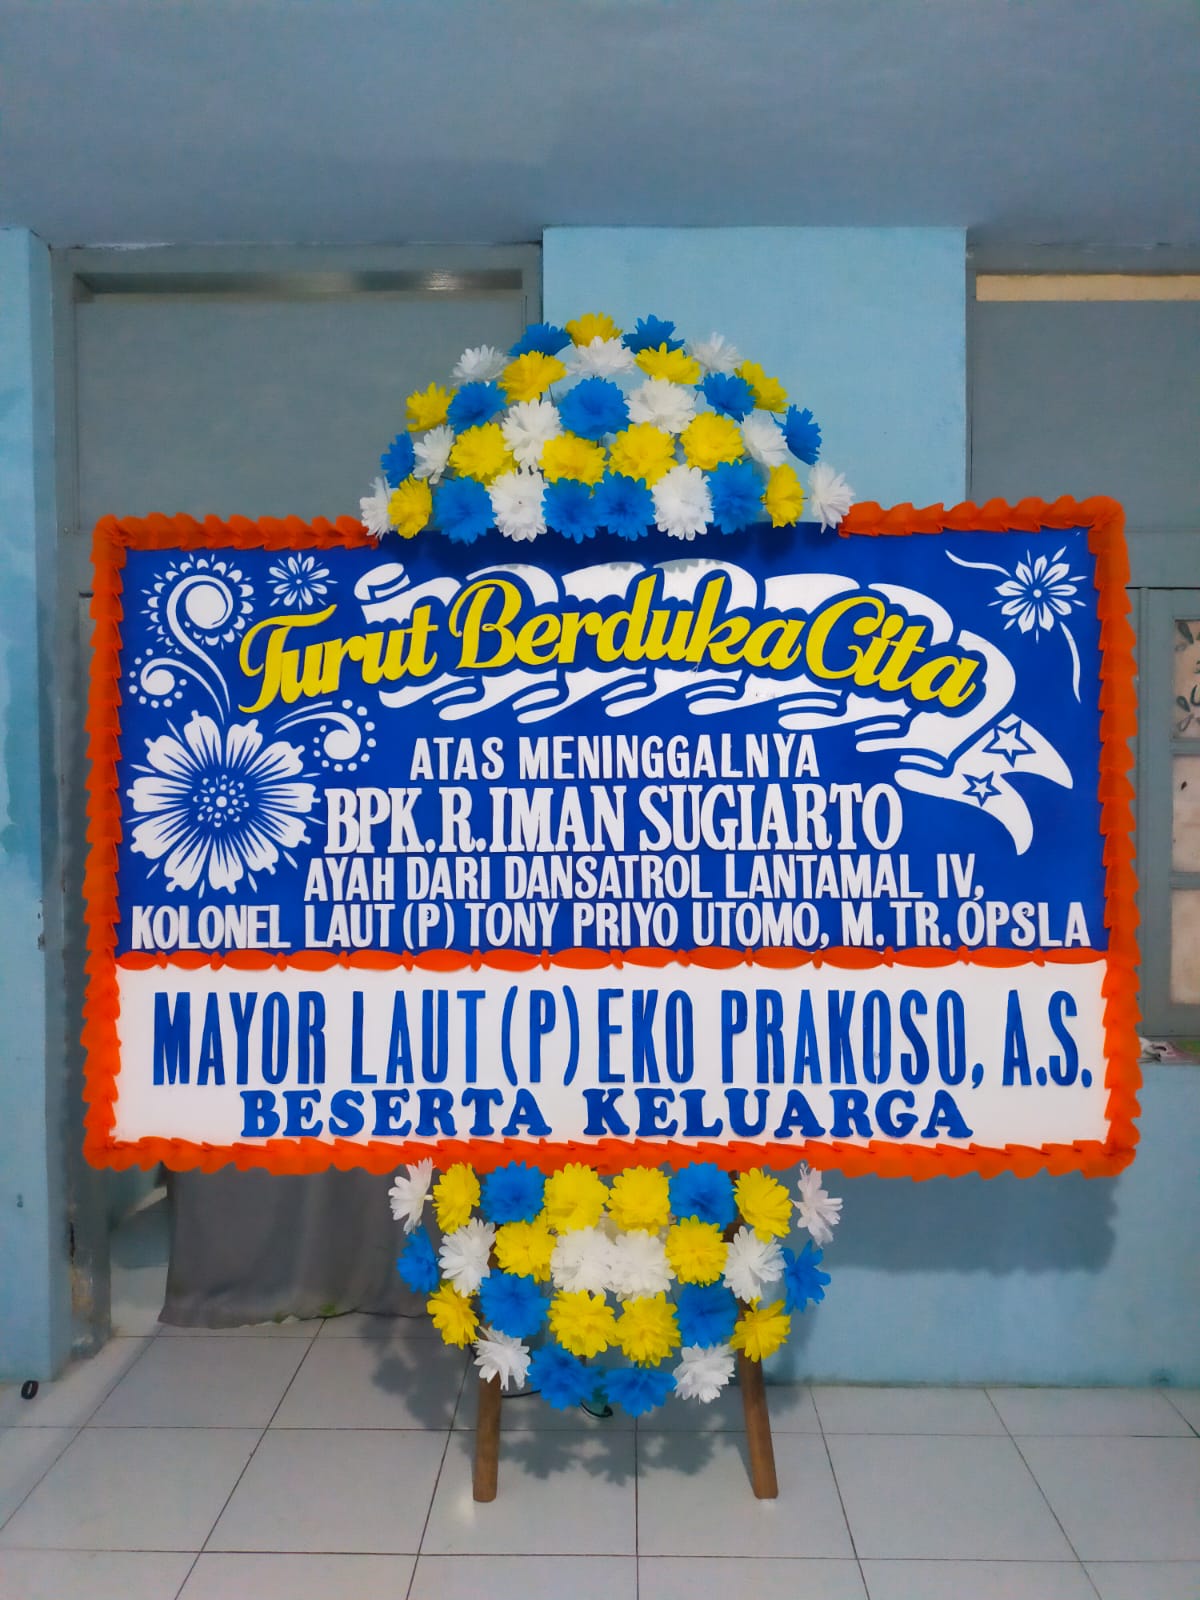 Turut Berduka Cita
ATAS MENINGGALNYA
BPK. R. IMAN SUGIARTO
AYAH DARI DANSATROL LANTAMAL IV,
KOLONEL LAUT (P) TONY PRIYO UTOMO, M. TR. OPSLA
MAYOR LAUT (P) EKO PRAKOSO, A.S.
BESERTA KELUARGA